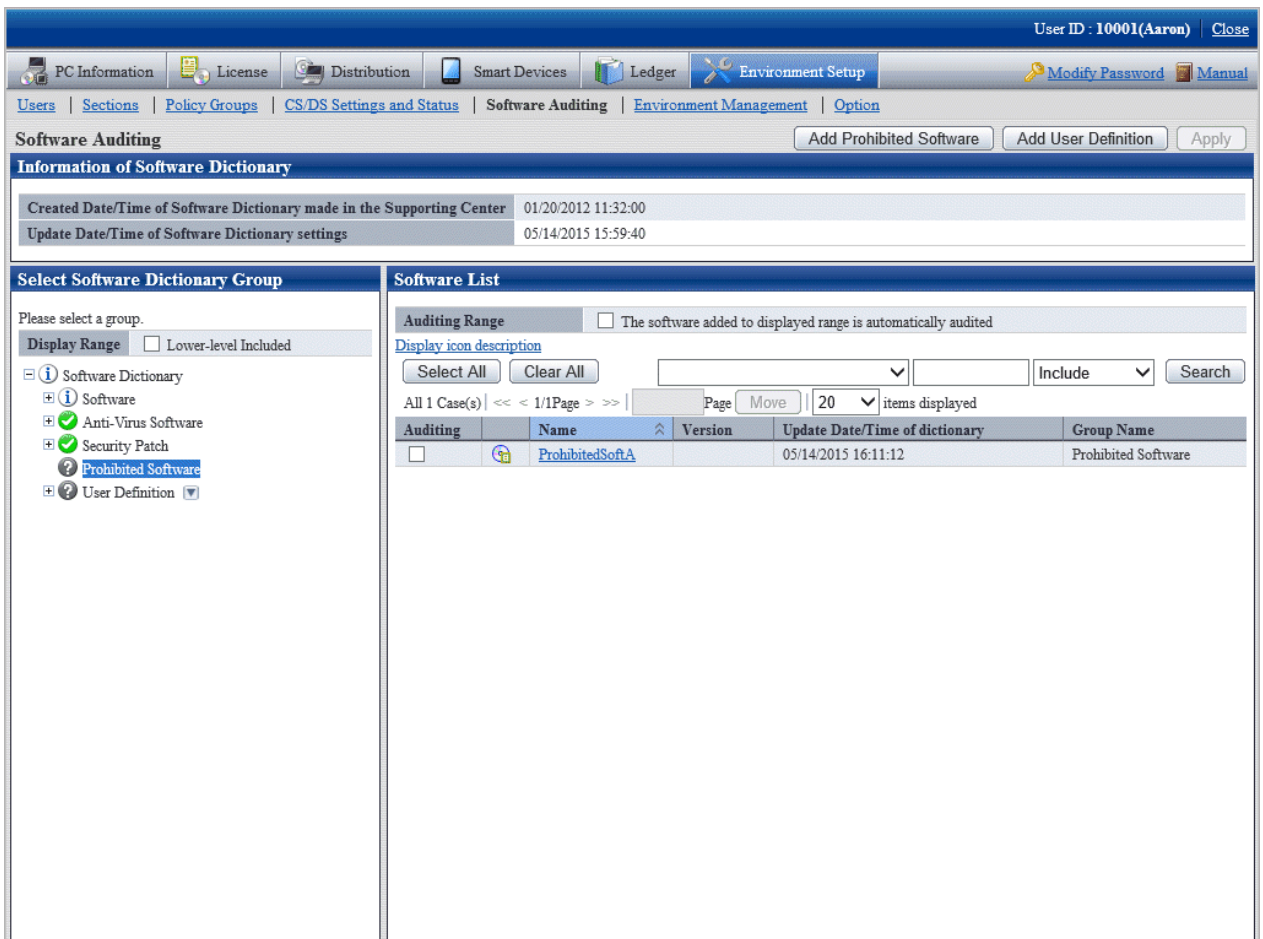 User ID : 10001(Aaron) Close
PC Information License Distribution Smart Devices Ledger Environment Setup Modify Password Manual
Users | Sections | Policy Groups | CS/DS Settings and Status | Software Auditing | Environment Management | Option
Software Auditing Add Prohibited Software Add User Definition Apply
Information of Software Dictionary
Created Date/Time of Software Dictionary made in the Supporting Center 01/20/2012 11:32:00
Update Date/Time of Software Dictionary settings 05/14/2015 15:59:40
Select Software Dictionary Group
Please select a group.
Display Range Lower-level Included
Software Dictionary
Software
Anti-Virus Software
Security Patch
Prohibited Software
User Definition
Software List
Auditing Range The software added to displayed range is automatically audited
Display icon description
Select All Clear All Include Search
All 1 Case(s) | << < 1/1Page > >> | Page Move | 20 items displayed
Auditing Name Version Update Date/Time of dictionary Group Name
ProhibitedSoftA 05/14/2015 16:11:12 Prohibited Software